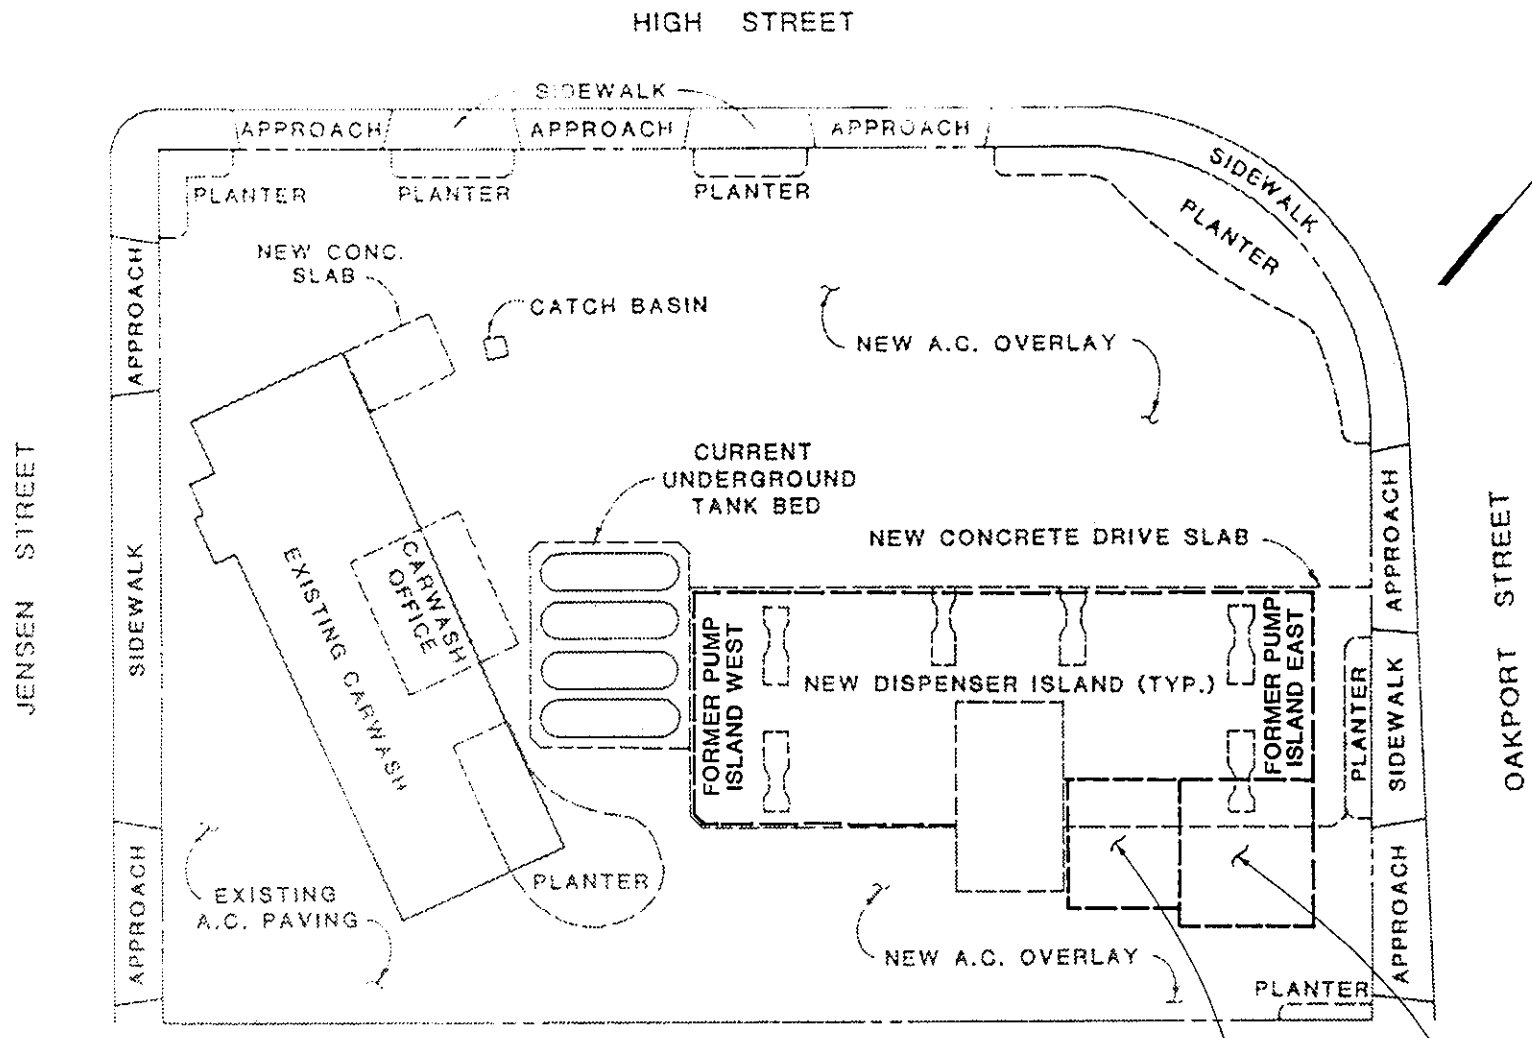 HIGH STREET
SIDEWALK
APPROACH
APPROACH
APPROACH
PLANTER
PLANTER
PLANTER
SIDEWALK
PLANTER
NEW CONC.
SLAB
CATCH BASIN
NEW A.C. OVERLAY
APPROACH
JENSEN STREET
SIDEWALK
APPROACH
CURRENT
UNDERGROUND
TANK BED
NEW CONCRETE DRIVE SLAB
APPROACH
OAKPORT STREET
EXISTING CARWASH
CARWASH
OFFICE
FORMER PUMP
ISLAND WEST
NEW DISPENSER ISLAND (TYP.)
FORMER PUMP
ISLAND EAST
PLANTER
SIDEWALK
APPROACH
EXISTING
A.C. PAVING
PLANTER
NEW A.C. OVERLAY
PLANTER